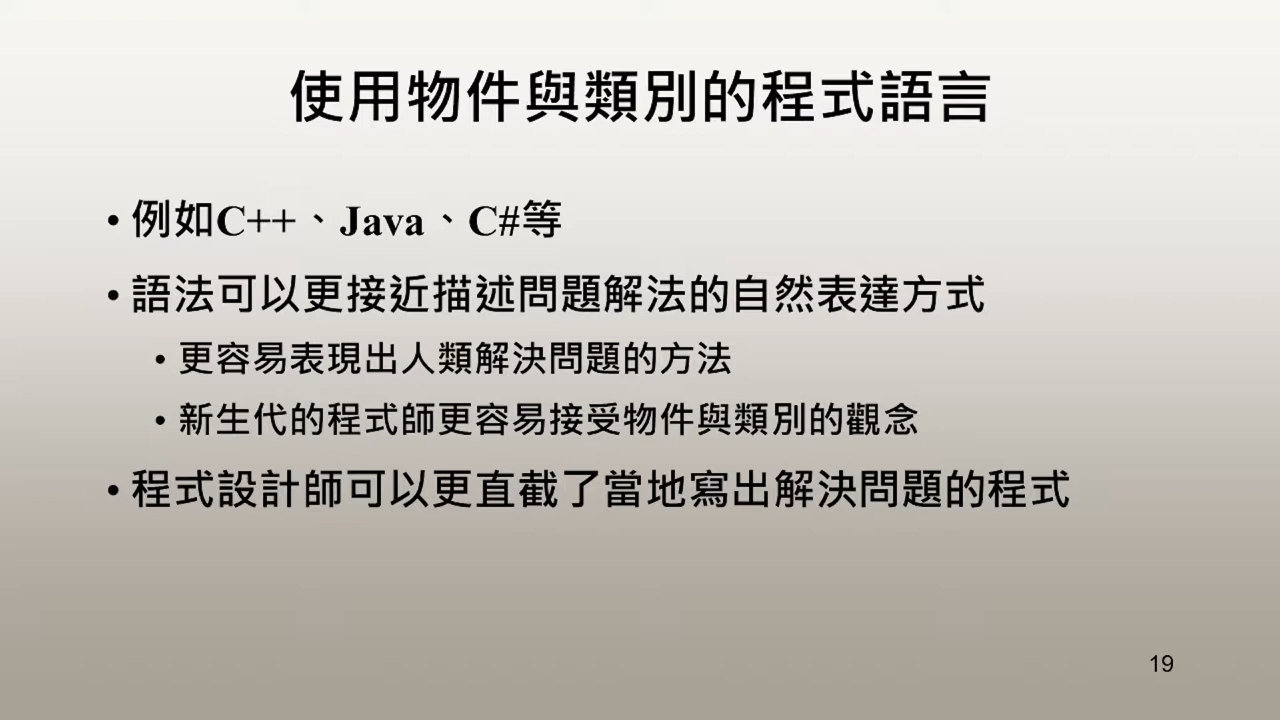 使用物件與類別的程式語言
• 例如C++、Java、C#等
• 語法可以更接近描述問題解法的自然表達方式
• 更容易表現出人類解決問題的方法
• 新生代的程式師更容易接受物件與類別的觀念
• 程式設計師可以更直截了當地寫出解決問題的程式
19